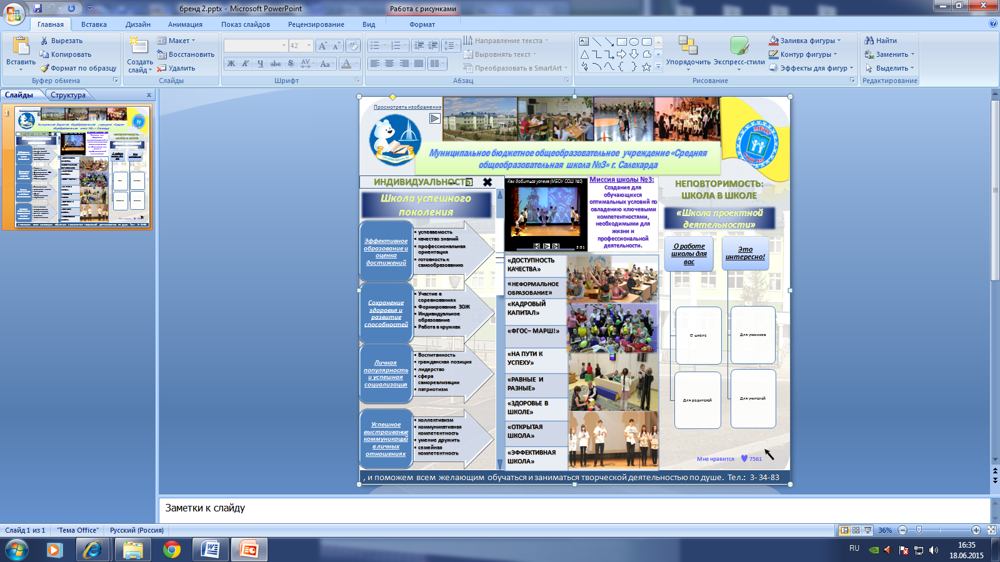 бренд 2.pptx - Microsoft PowerPoint
Работа с рисунками
Главная
Вставка
Дизайн
Анимация
Показ слайдов
Рецензирование
Вид
Формат
Вставить
Вырезать
Копировать
Формат по образцу
Буфер обмена
Создать слайд
Макет
Восстановить
Удалить
Слайды
42
Ж К Ч abc S AV Aa A
Шрифт
Направление текста
Выровнять текст
Преобразовать в SmartArt
Абзац
Упорядочить
Экспресс-стили
Заливка фигуры
Контур фигуры
Эффекты для фигур
Рисование
Найти
Заменить
Выделить
Редактирование
Слайды
Структура
1
Просмотреть изображения
Муниципальное бюджетное общеобразовательное учреждение «Средняя
общеобразовательная школа №3» г. Салехарда
ИНДИВИДУАЛЬНОСТЬ
Школа успешного
поколения
Эффективное
образование и
оценка
достижений
• успеваемость
• качество знаний
• профессиональная
ориентация
• готовность к
самообразованию
Сохранение
здоровья и
развитие
способностей
• Участие в
соревнованиях
• Формирование ЗОЖ
• Индивидуальное
образование
• Работа в кружках
Личная
популярность
и успешная
социализация
• Воспитанность
• гражданская позиция
• лидерство
• сфера
самореализации
• патриотизм
Успешное
выстраивание
коммуникаций
в личных
отношениях
• коллективизм
• коммуникативная
компетентность
• умение дружить
• семейная
компетентность
Как добиться успеха (МБОУ СОШ №3)
3:51
Миссия школы №3:
Создание для
обучающихся
оптимальных условий по
овладению ключевыми
компетентностями,
необходимыми для
жизни и
профессиональной
деятельности.
«ДОСТУПНОСТЬ
КАЧЕСТВА»
«НЕФОРМАЛЬНОЕ
ОБРАЗОВАНИЕ»
«КАДРОВЫЙ
КАПИТАЛ»
«ФГОС– МАРШ!»
«НА ПУТИ К
УСПЕХУ»
«РАВНЫЕ И
РАЗНЫЕ»
«ЗДОРОВЬЕ В
ШКОЛЕ»
«ОТКРЫТАЯ
ШКОЛА»
«ЭФФЕКТИВНАЯ
ШКОЛА»
НЕПОВТОРИМОСТЬ:
ШКОЛА В ШКОЛЕ
«Школа проектной
деятельности»
О работе
школы для
вас
Это
интересно!
О школе
Для учеников
Для родителей
Для учителей
Мне нравится 7561
, и поможем всем желающим обучаться и заниматься творческой деятельностью по душе. Тел.: 3- 34-83
Заметки к слайду
Слайд 1 из 1
"Тема Office"
Русский (Россия)
36%
RU
16:35
18.06.2015